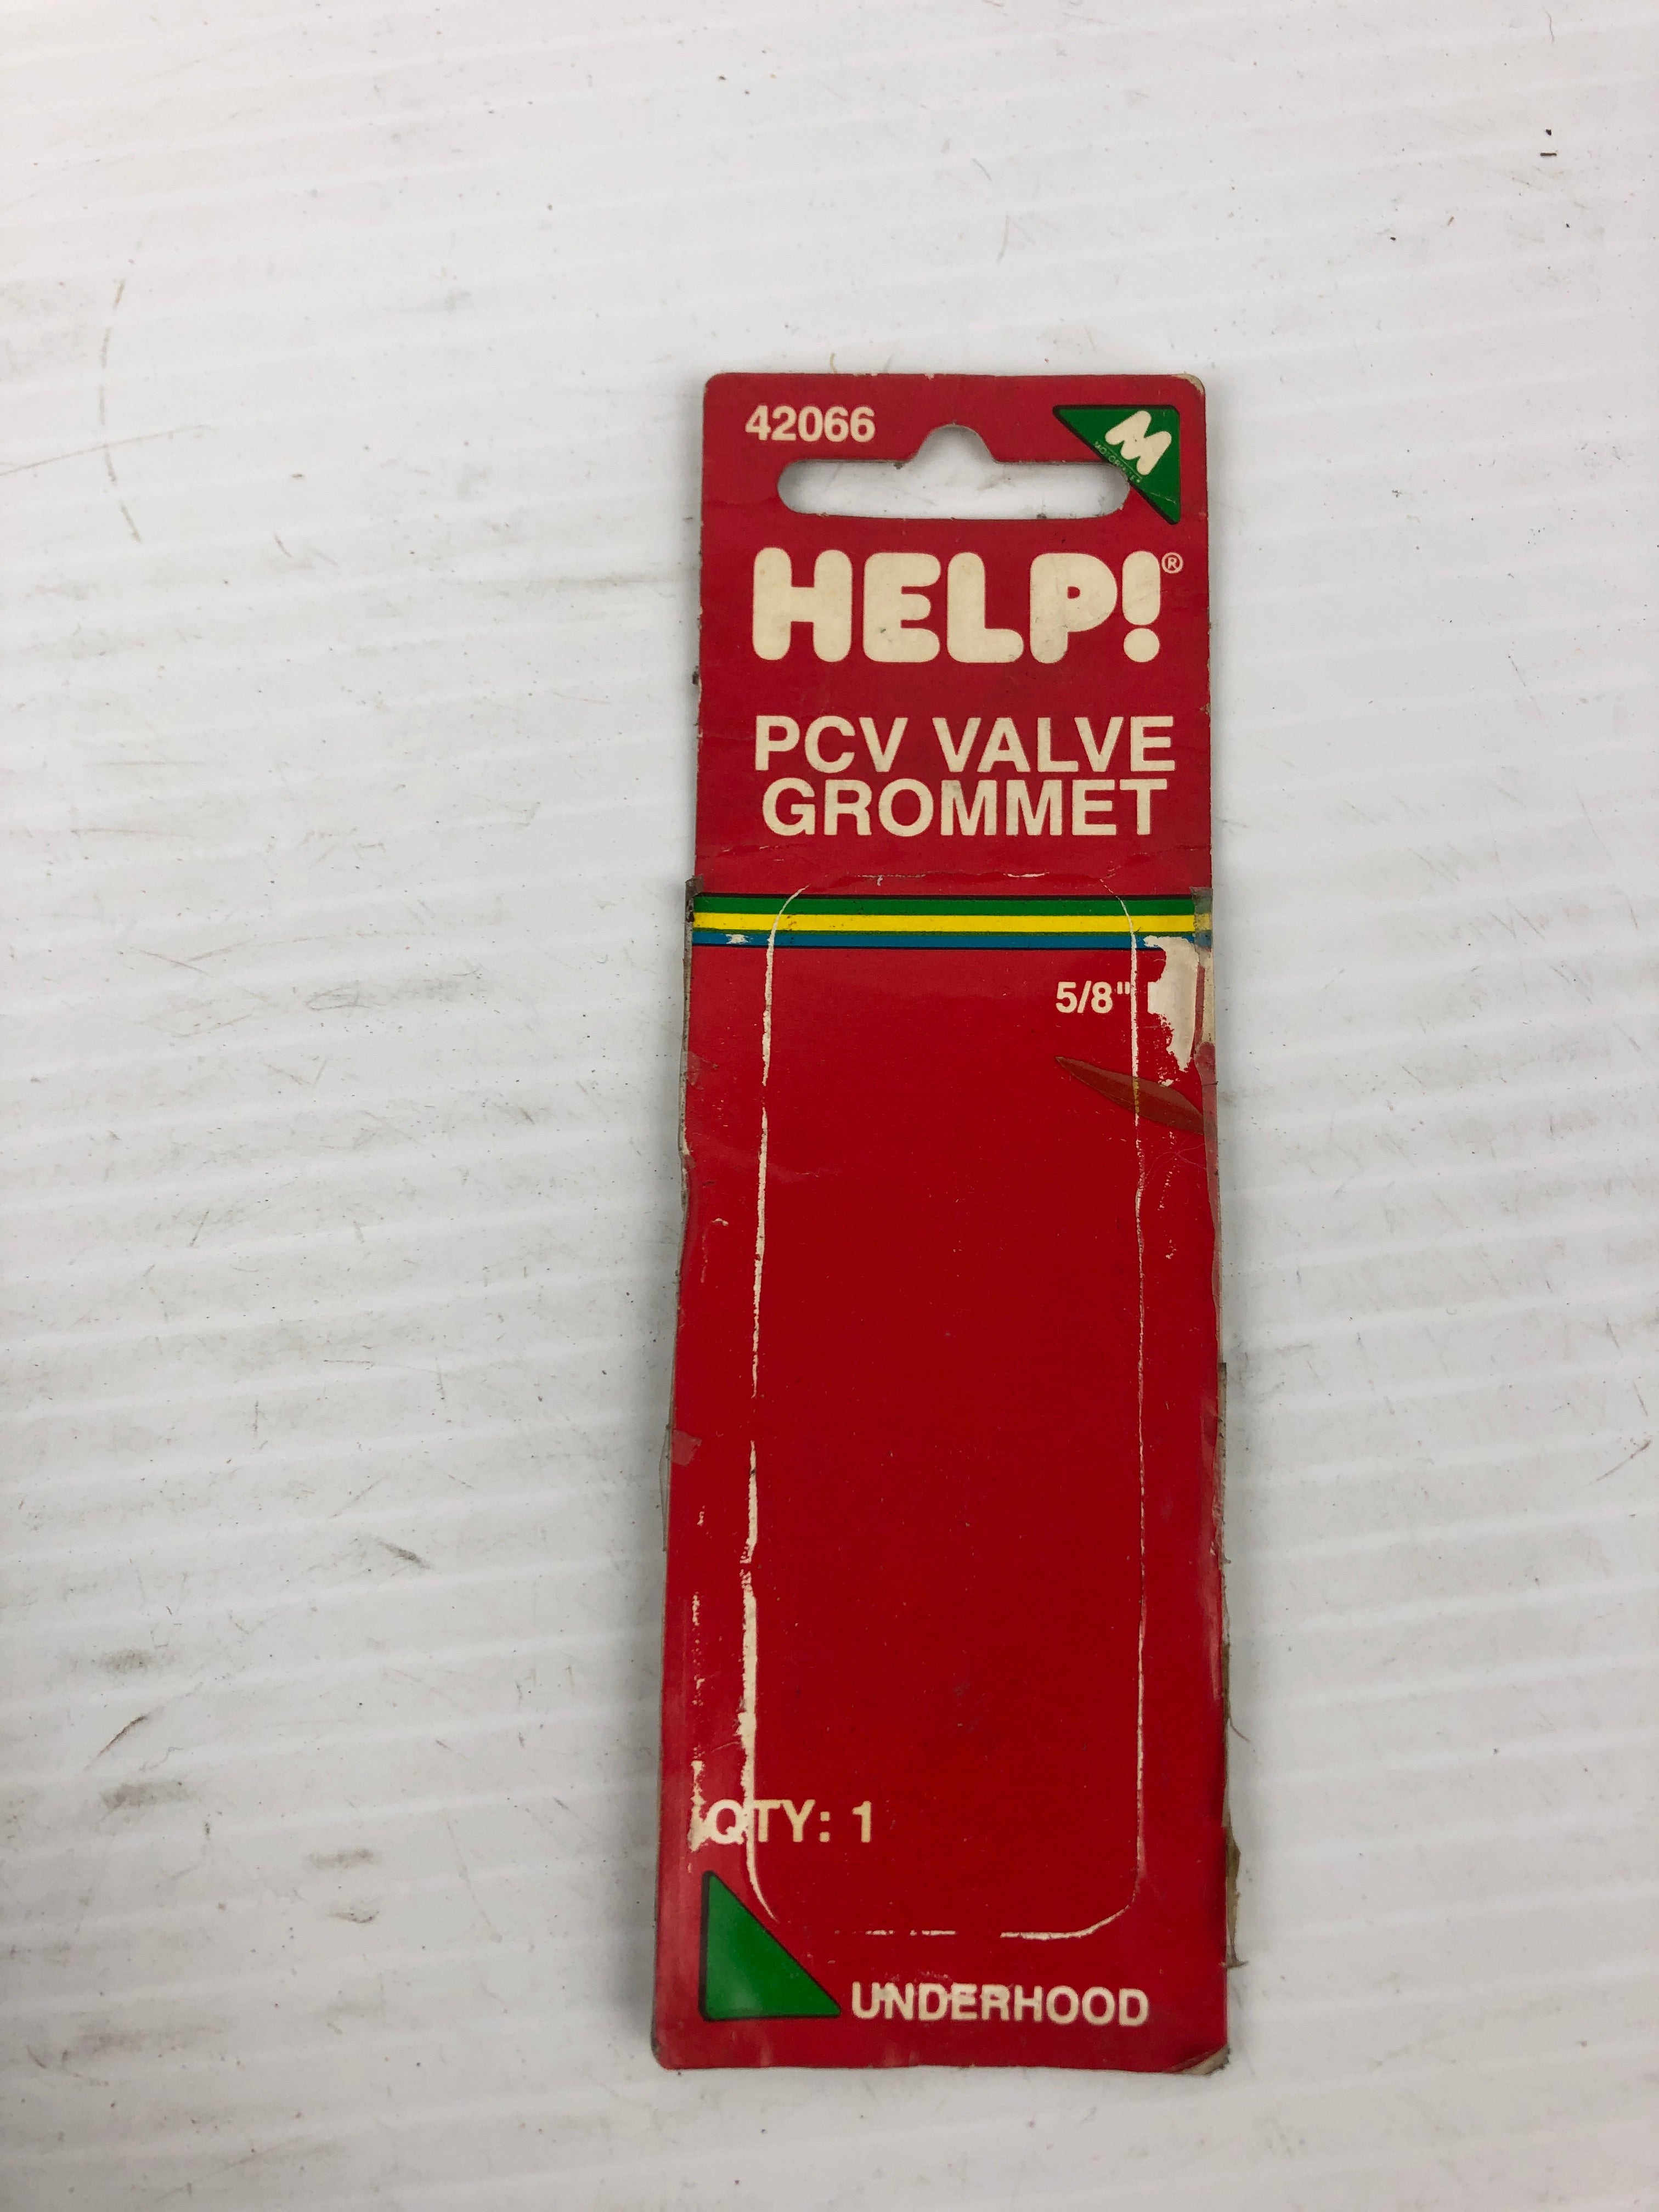 42066
M
HELP!®
PCV VALVE
GROMMET
5/8"
QTY: 1
UNDERHOOD